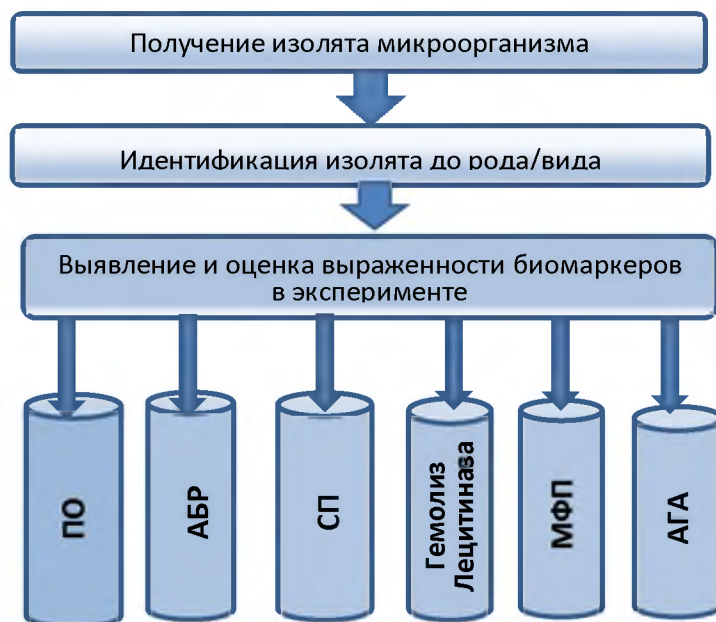 Получение изолята микроорганизма
Идентификация изолята до рода/вида
Выявление и оценка выраженности биомаркеров
в эксперименте
ПО
АБР
СП
Гемолиз
Лецитиназа
МФП
АГА